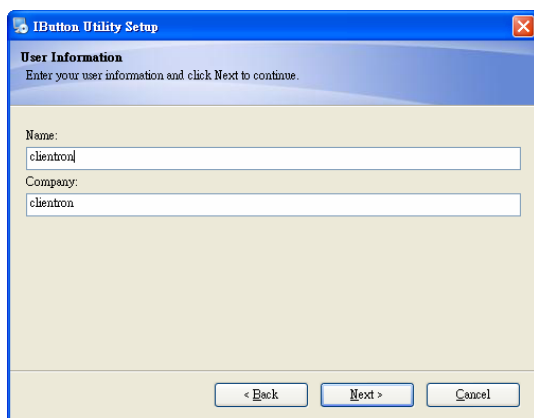 IButton Utility Setup
User Information
Enter your user information and click Next to continue.
Name:
clientron
Company:
clientron
< Back Next > Cancel